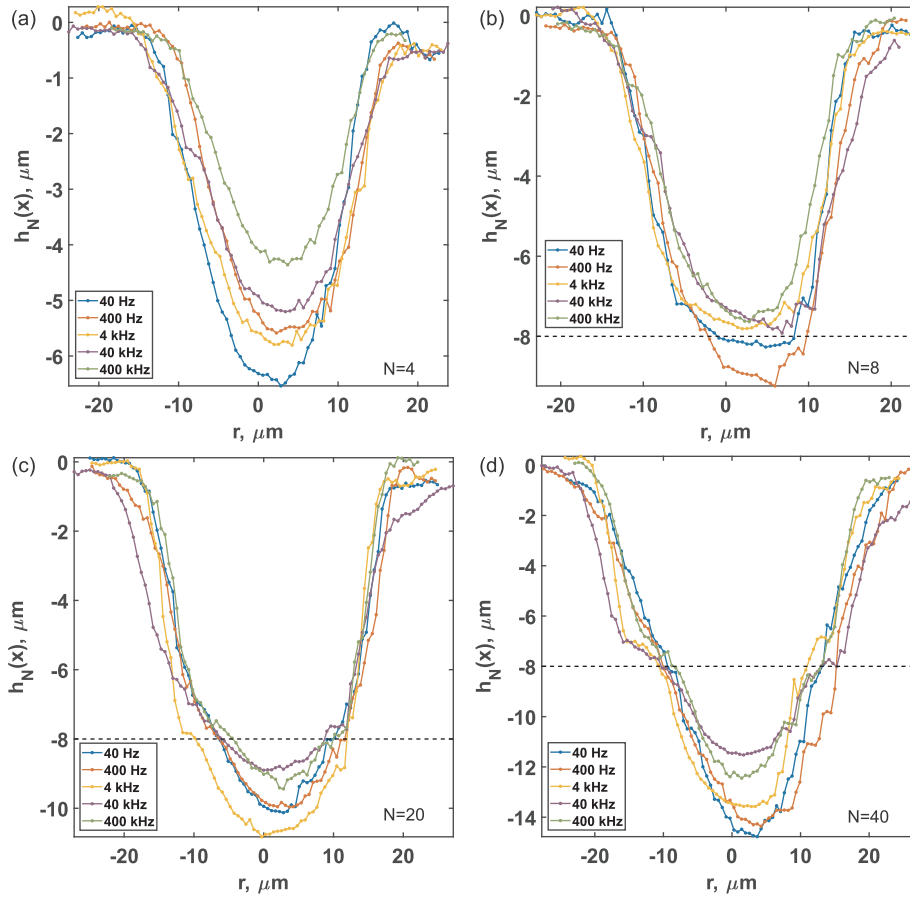 (a)
0
-1
-2
-3
-4
-5
-6
h_N(x), μm
40 Hz
400 Hz
4 kHz
40 kHz
400 kHz
N=4
-20 -10 0 10 20
r, μm
(b)
0
-2
-4
-6
-8
h_N(x), μm
40 Hz
400 Hz
4 kHz
40 kHz
400 kHz
N=8
-20 -10 0 10 20
r, μm
(c)
0
-2
-4
-6
-8
-10
h_N(x), μm
40 Hz
400 Hz
4 kHz
40 kHz
400 kHz
N=20
-20 -10 0 10 20
r, μm
(d)
0
-2
-4
-6
-8
-10
-12
-14
h_N(x), μm
40 Hz
400 Hz
4 kHz
40 kHz
400 kHz
N=40
-20 -10 0 10 20
r, μm